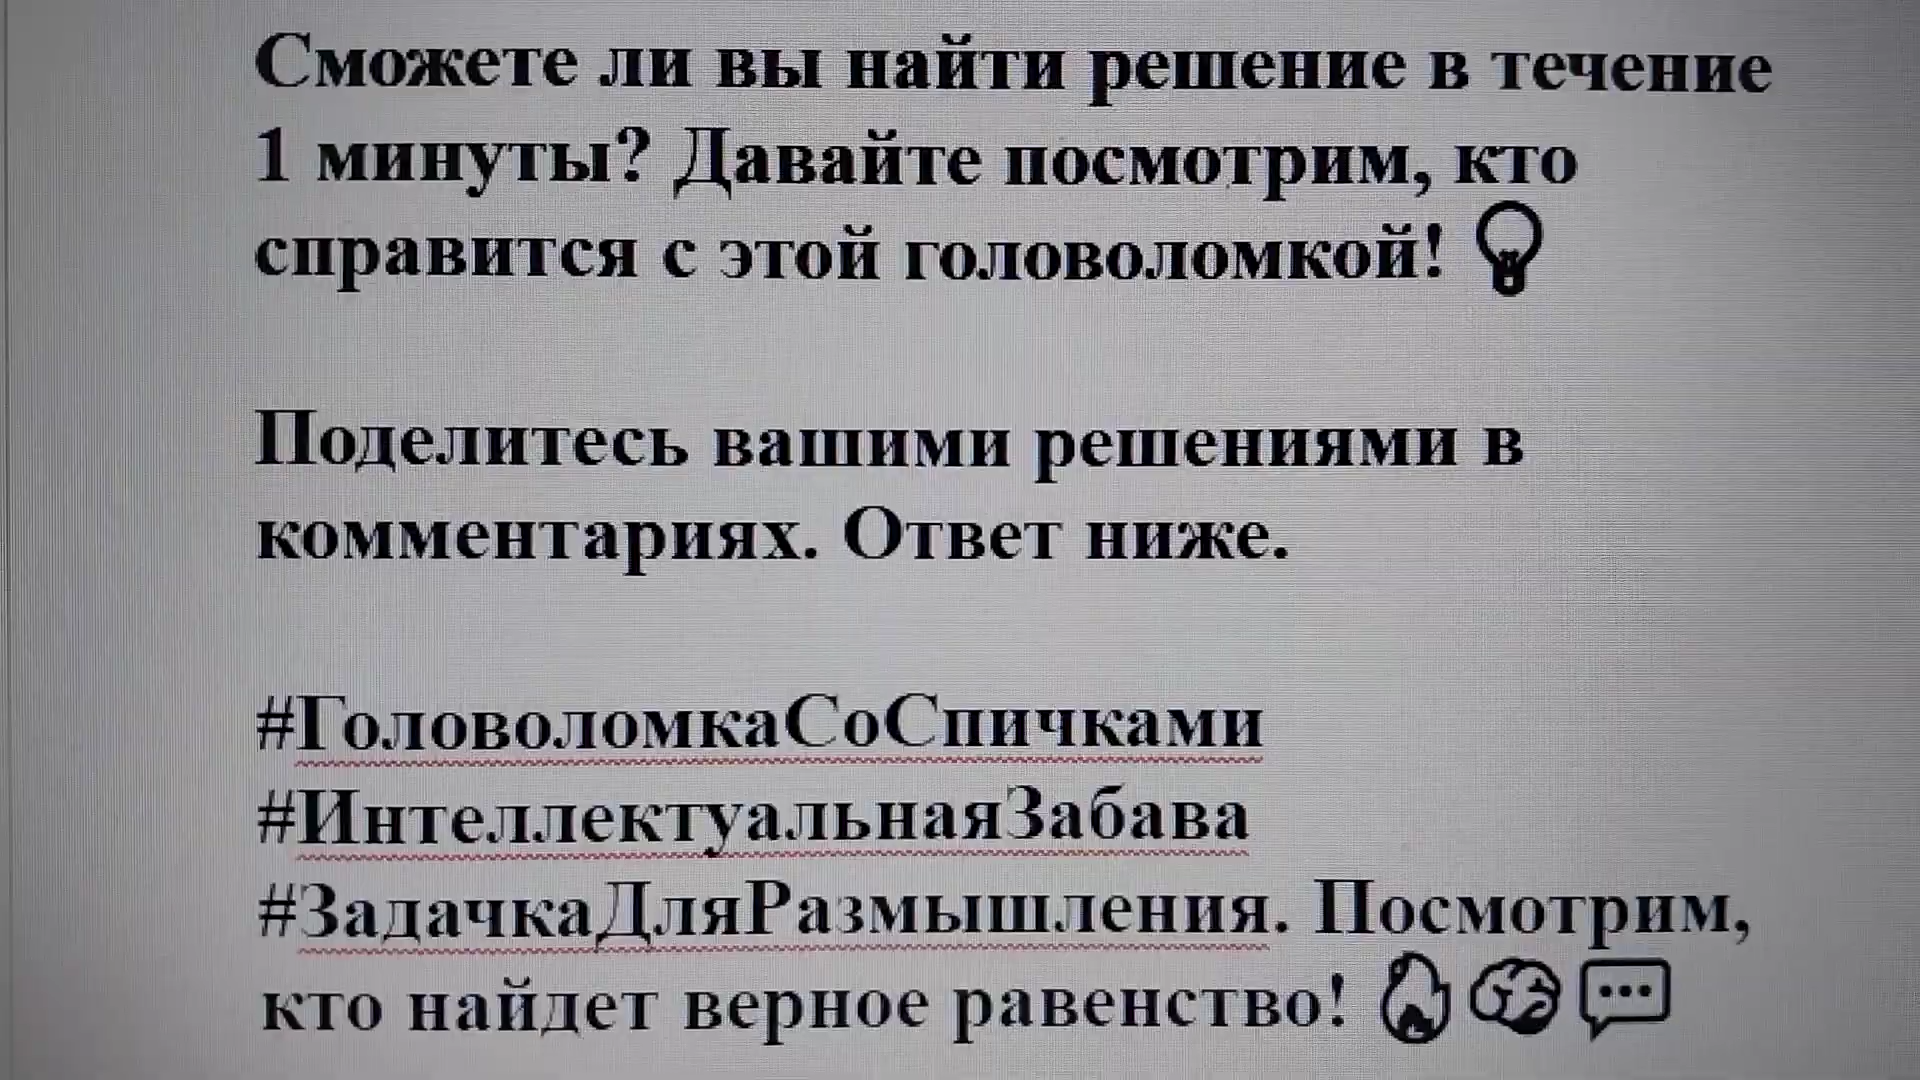 Сможете ли вы найти решение в течение
1 минуты? Давайте посмотрим, кто
справится с этой головоломкой! 💡
Поделитесь вашими решениями в
комментариях. Ответ ниже.
#ГоловоломкаСоСпичками
#ИнтеллектуальнаяЗабава
#ЗадачкаДляРазмышления. Посмотрим,
кто найдет верное равенство! 🔥🧠💬